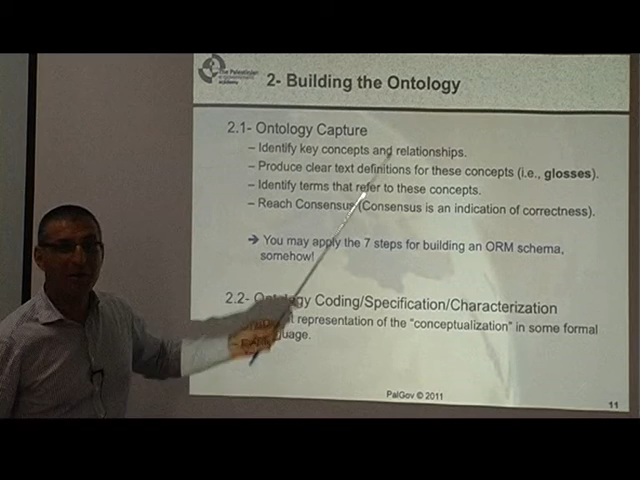 The Palestinian
academy
2- Building the Ontology
2.1- Ontology Capture
– Identify key concepts and relationships.
– Produce clear text definitions for these concepts (i.e., glosses).
– Identify terms that refer to these concepts.
– Reach Consensus (Consensus is an indication of correctness).
➔ You may apply the 7 steps for building an ORM schema,
somehow!
2.2- Ontology Coding/Specification/Characterization
representation of the "conceptualization" in some formal
PalGov © 2011
11